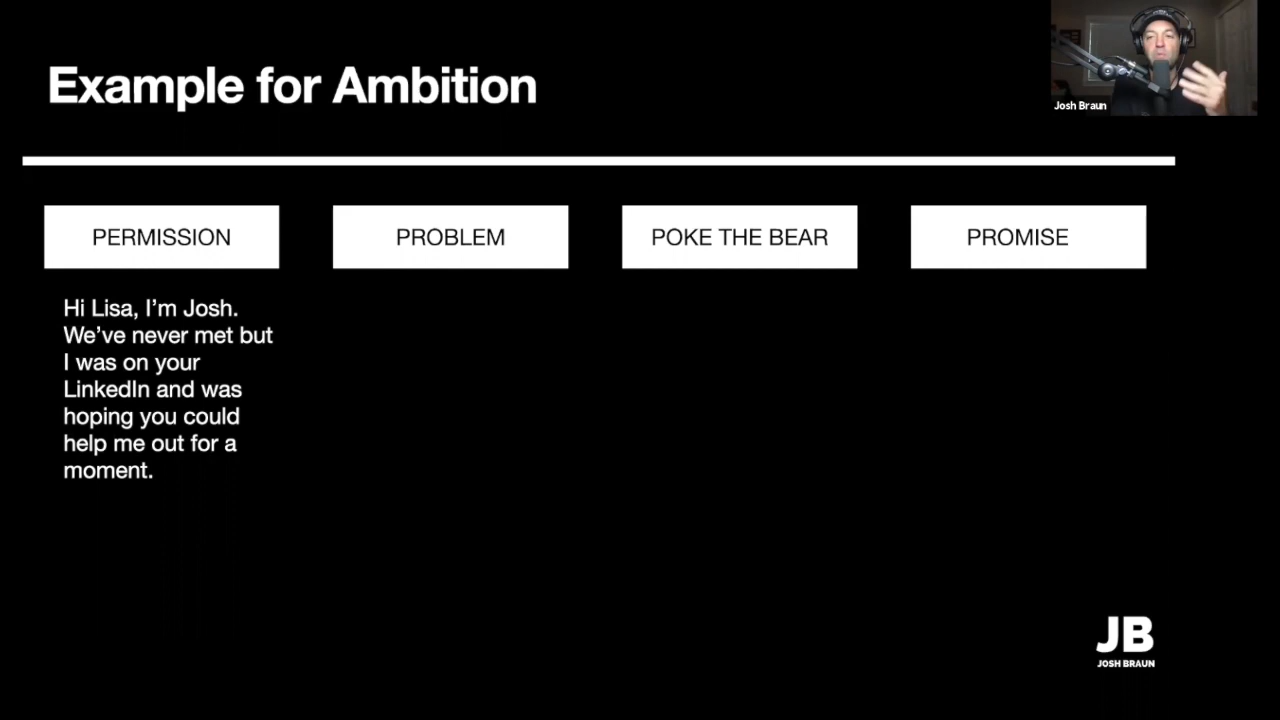 Example for Ambition
Josh Braun
PERMISSION
PROBLEM
POKE THE BEAR
PROMISE
Hi Lisa, I’m Josh.
We’ve never met but
I was on your
LinkedIn and was
hoping you could
help me out for a
moment.
JB
JOSH BRAUN